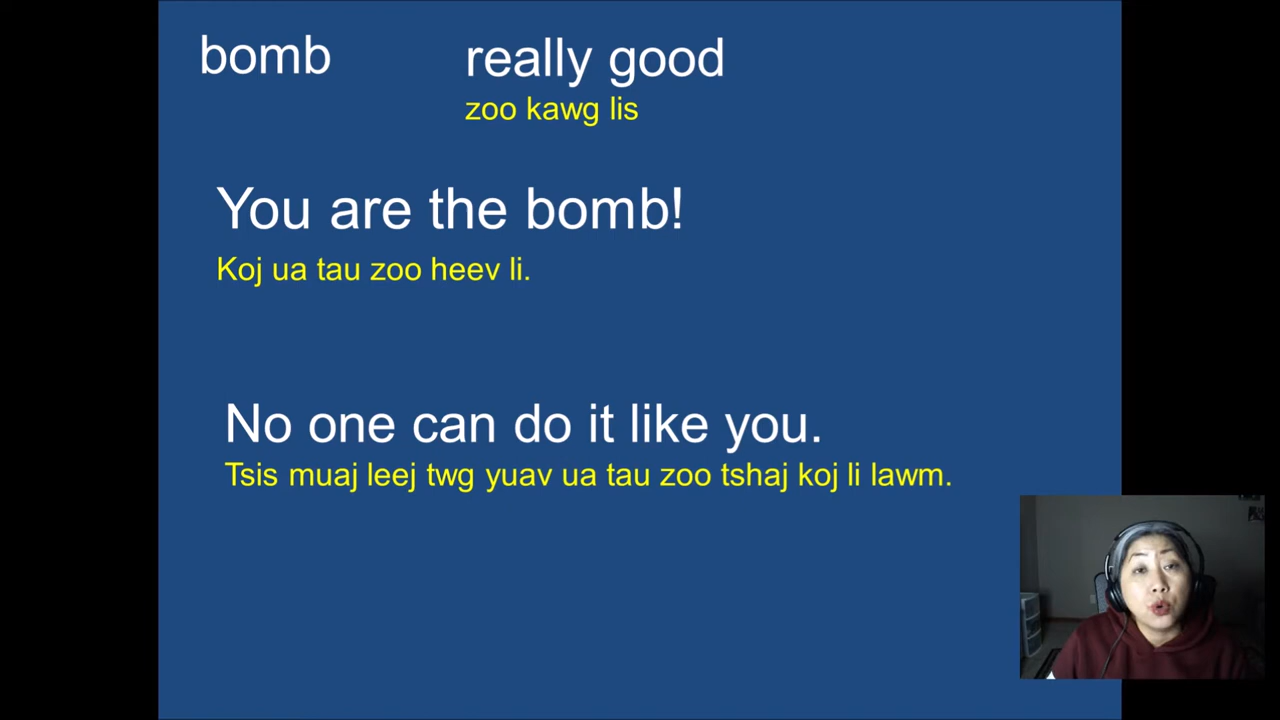 bomb
really good
zoo kawg lis
You are the bomb!
Koj ua tau zoo heev li.
No one can do it like you.
Tsis muaj leej twg yuav ua tau zoo tshaj koj li lawm.